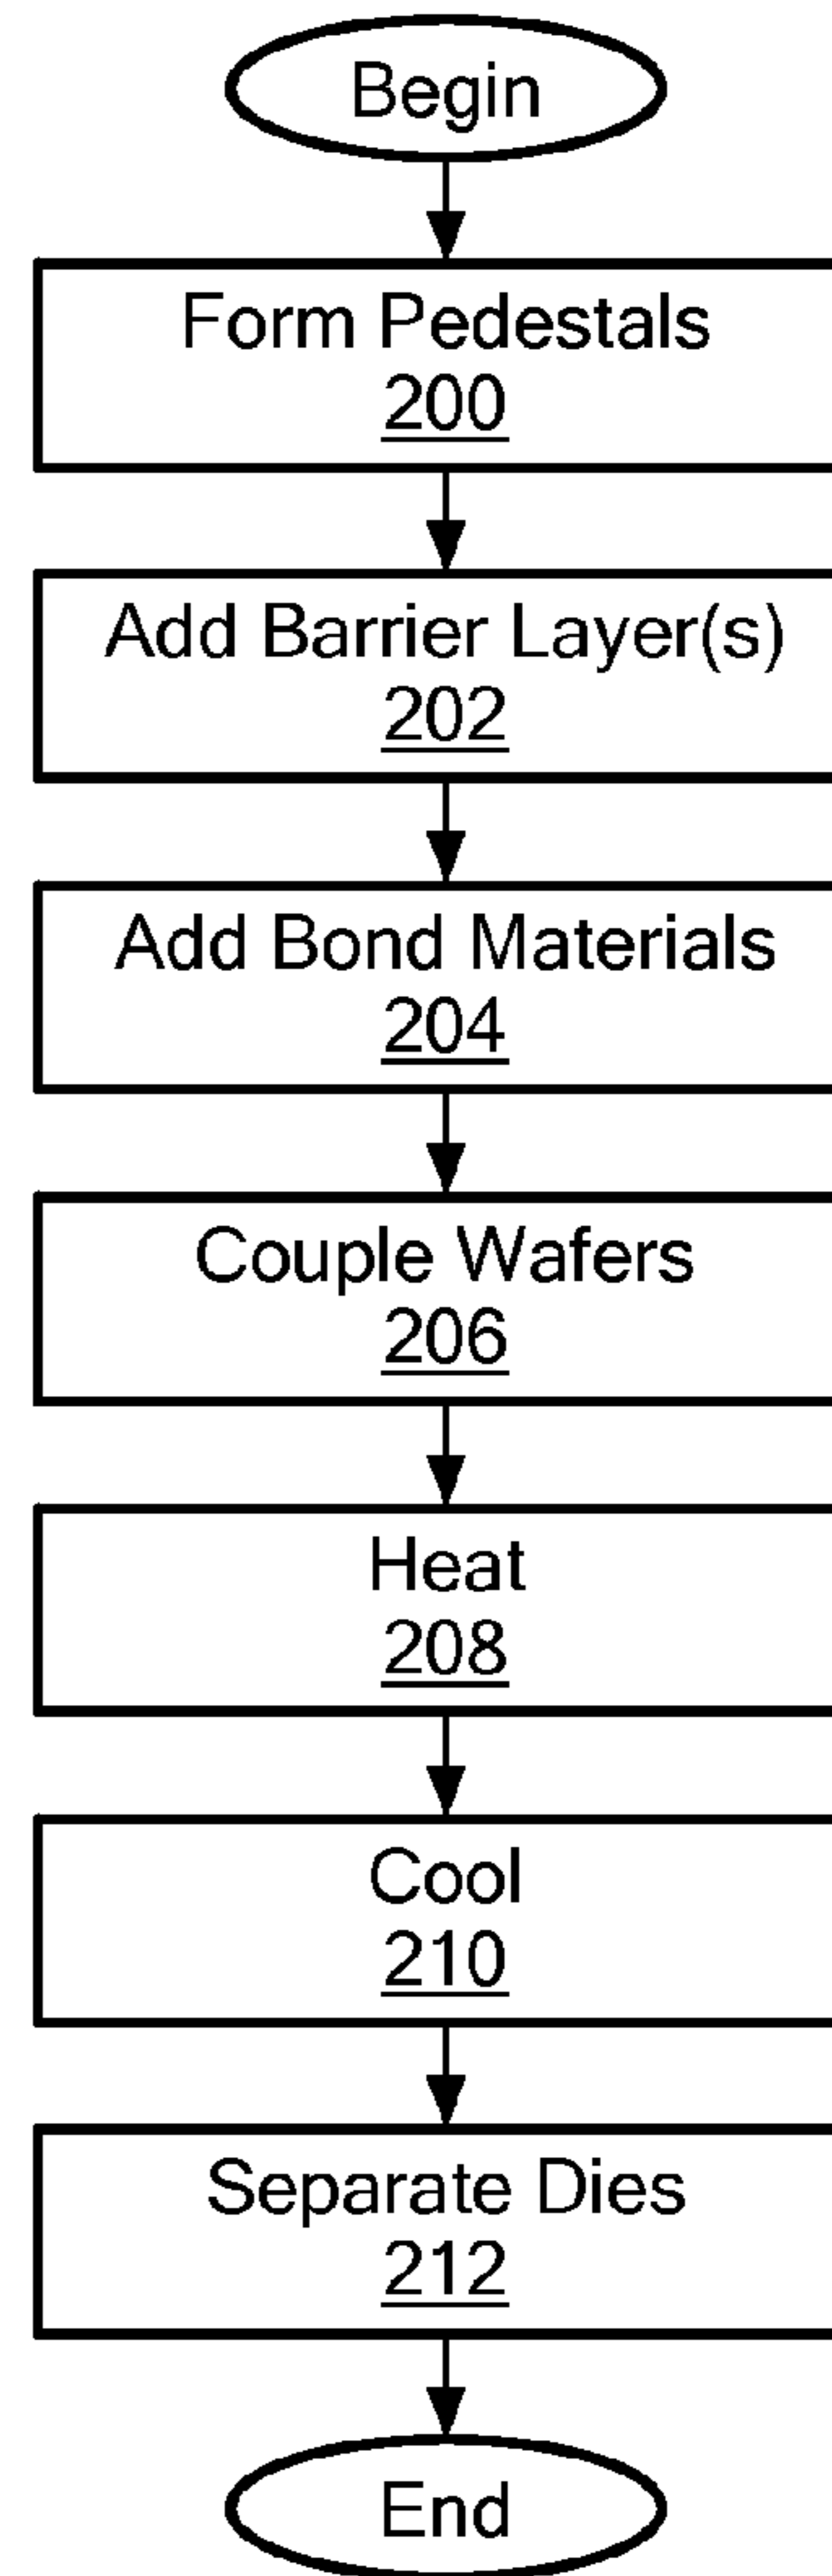 Begin
Form Pedestals
200
Add Barrier Layer(s)
202
Add Bond Materials
204
Couple Wafers
206
Heat
208
Cool
210
Separate Dies
212
End